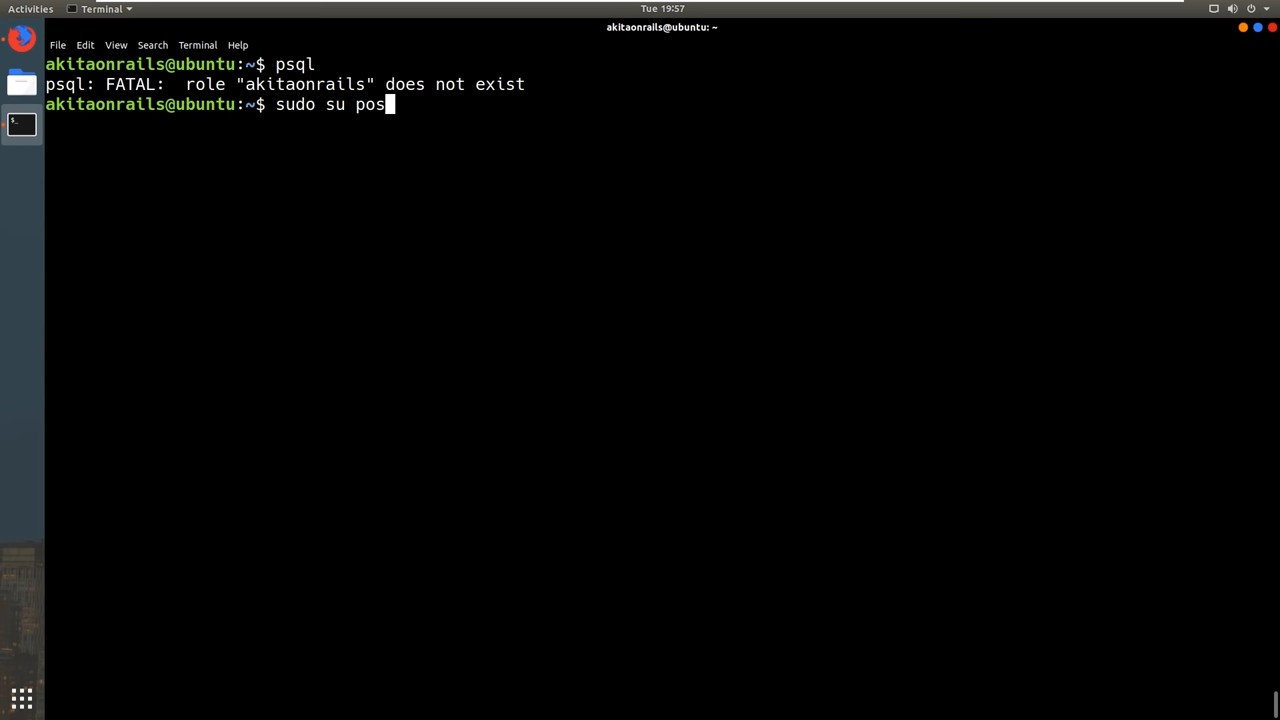 Activities Terminal Tue 19:57
akitaonrails@ubuntu: ~
File Edit View Search Terminal Help
akitaonrails@ubuntu:~$ psql
psql: FATAL:  role "akitaonrails" does not exist
akitaonrails@ubuntu:~$ sudo su pos